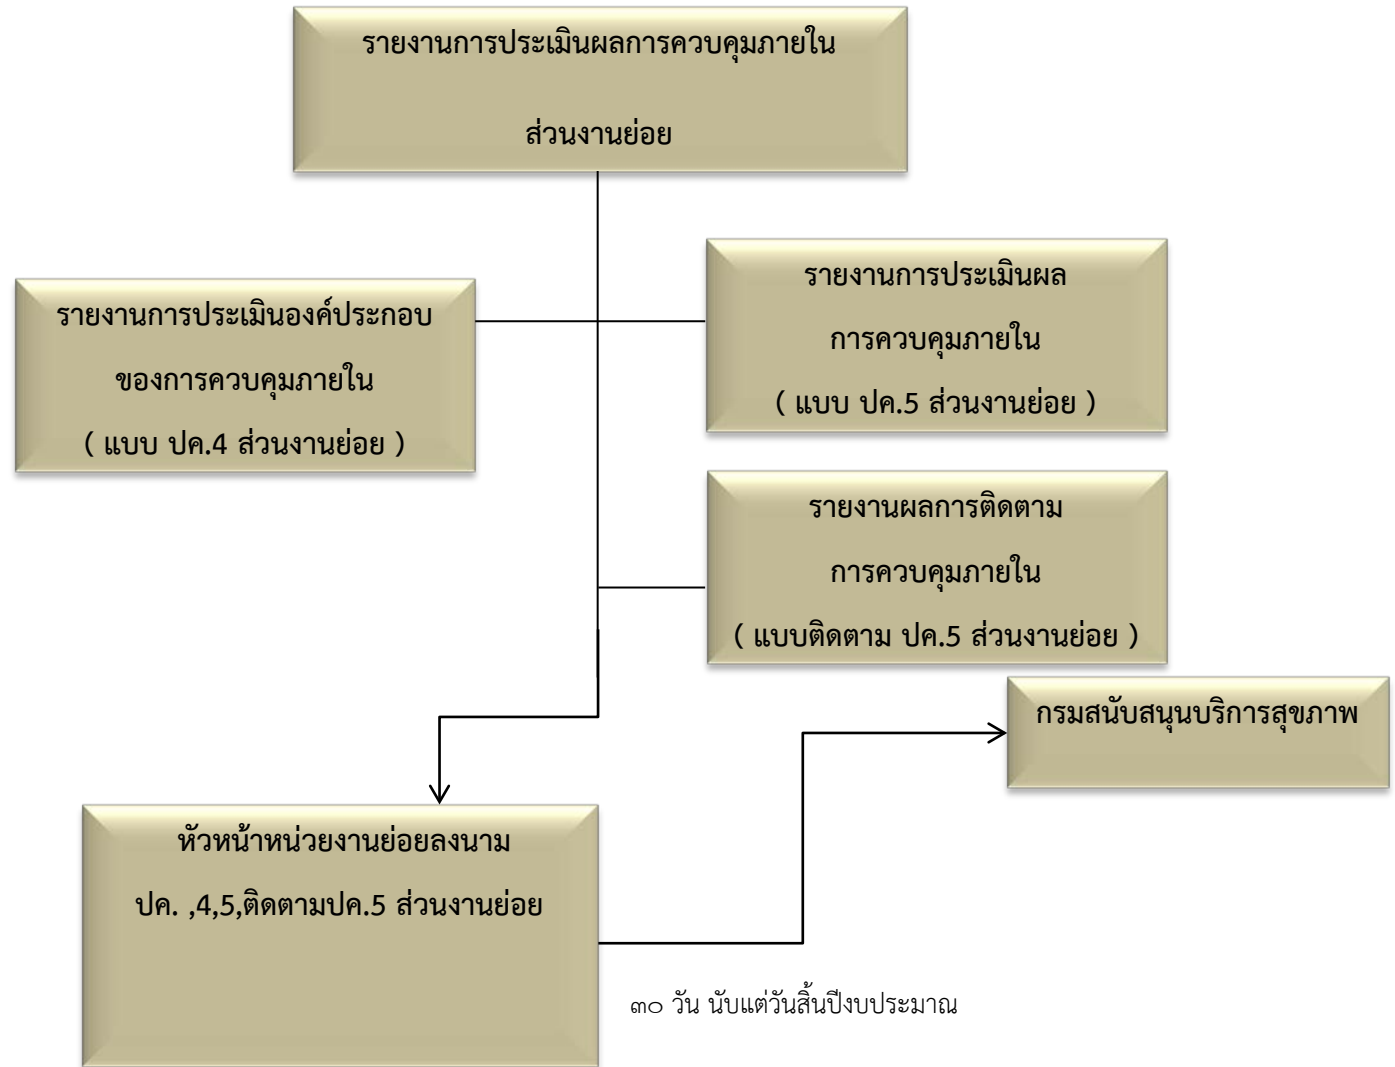 รายงานการประเมินผลการควบคุมภายใน
ส่วนงานย่อย
รายงานการประเมินองค์ประกอบ
ของการควบคุมภายใน
( แบบ ปค.4 ส่วนงานย่อย )
รายงานการประเมินผล
การควบคุมภายใน
( แบบ ปค.5 ส่วนงานย่อย )
รายงานผลการติดตาม
การควบคุมภายใน
( แบบติดตาม ปค.5 ส่วนงานย่อย )
กรมสนับสนุนบริการสุขภาพ
หัวหน้าหน่วยงานย่อยลงนาม
ปค. ,4,5,ติดตามปค.5 ส่วนงานย่อย
๓๐ วัน นับแต่วันสิ้นปีงบประมาณ